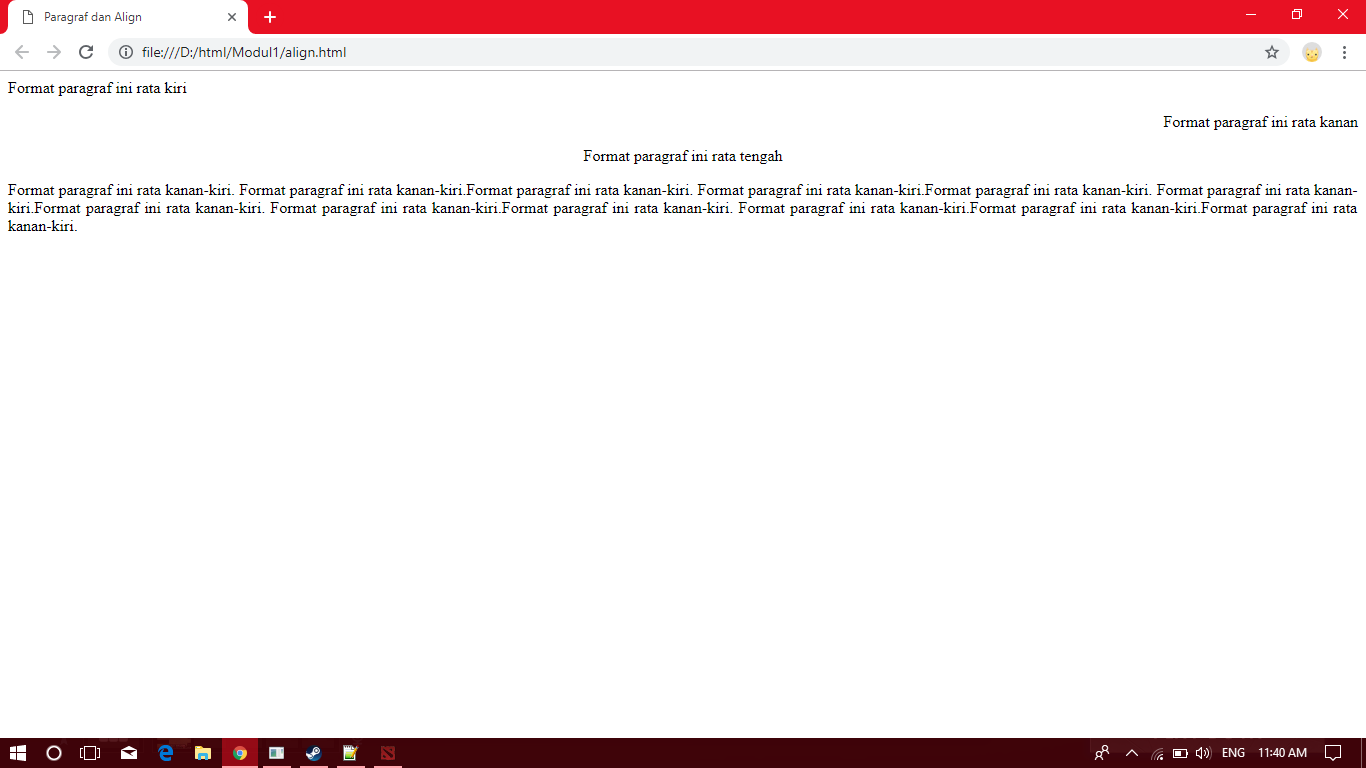 Paragraf dan Align
file:///D:/html/Modul1/align.html
Format paragraf ini rata kiri
Format paragraf ini rata kanan
Format paragraf ini rata tengah
Format paragraf ini rata kanan-kiri. Format paragraf ini rata kanan-kiri.Format paragraf ini rata kanan-kiri. Format paragraf ini rata kanan-kiri.Format paragraf ini rata kanan-kiri. Format paragraf ini rata kanan-
kiri.Format paragraf ini rata kanan-kiri. Format paragraf ini rata kanan-kiri.Format paragraf ini rata kanan-kiri. Format paragraf ini rata kanan-kiri.Format paragraf ini rata kanan-kiri.Format paragraf ini rata
kanan-kiri.
ENG 11:40 AM